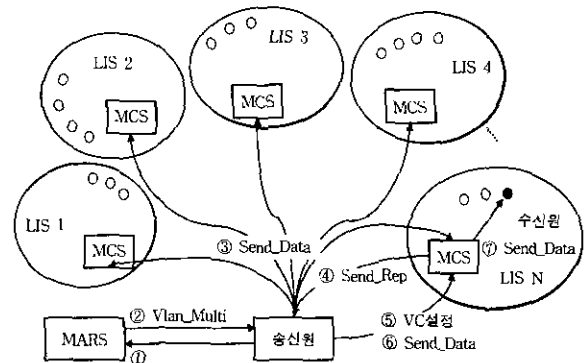 LIS 3
LIS 2
LIS 4
MCS
MCS
MCS
LIS 1
MCS
수신원
③ Send_Data
⑦ Send_Data
MCS
④ Send_Rep
LIS N
② Vlan_Multi
⑤ VC설정
MARS
송신원
⑥ Send_Data
①